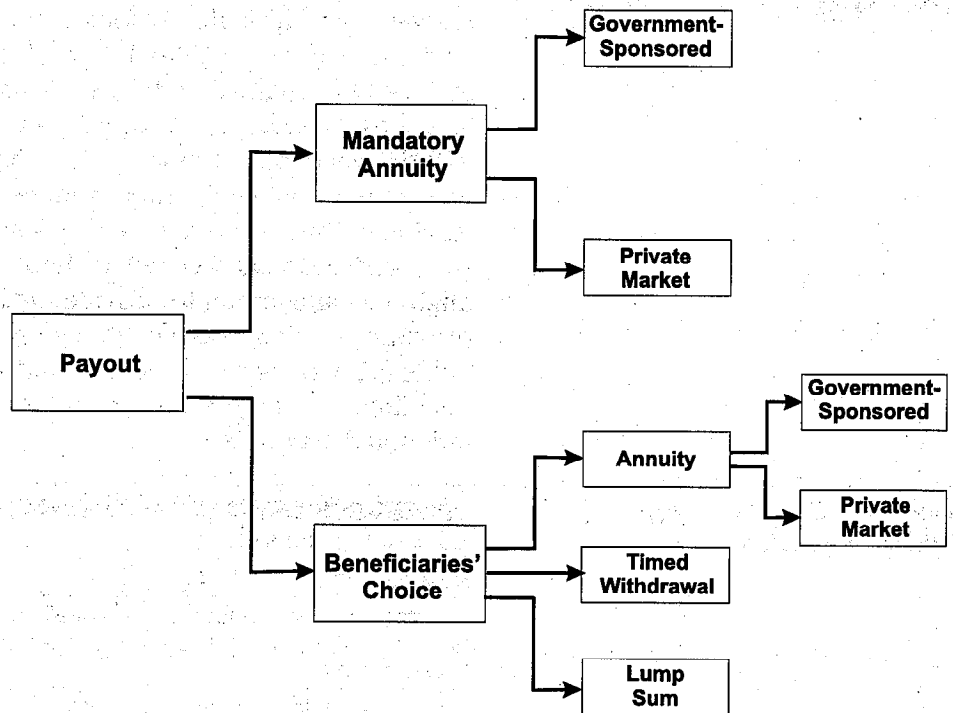 Government-
Sponsored
Mandatory
Annuity
Private
Market
Payout
Government-
Sponsored
Annuity
Private
Market
Beneficiaries’
Choice
Timed
Withdrawal
Lump
Sum